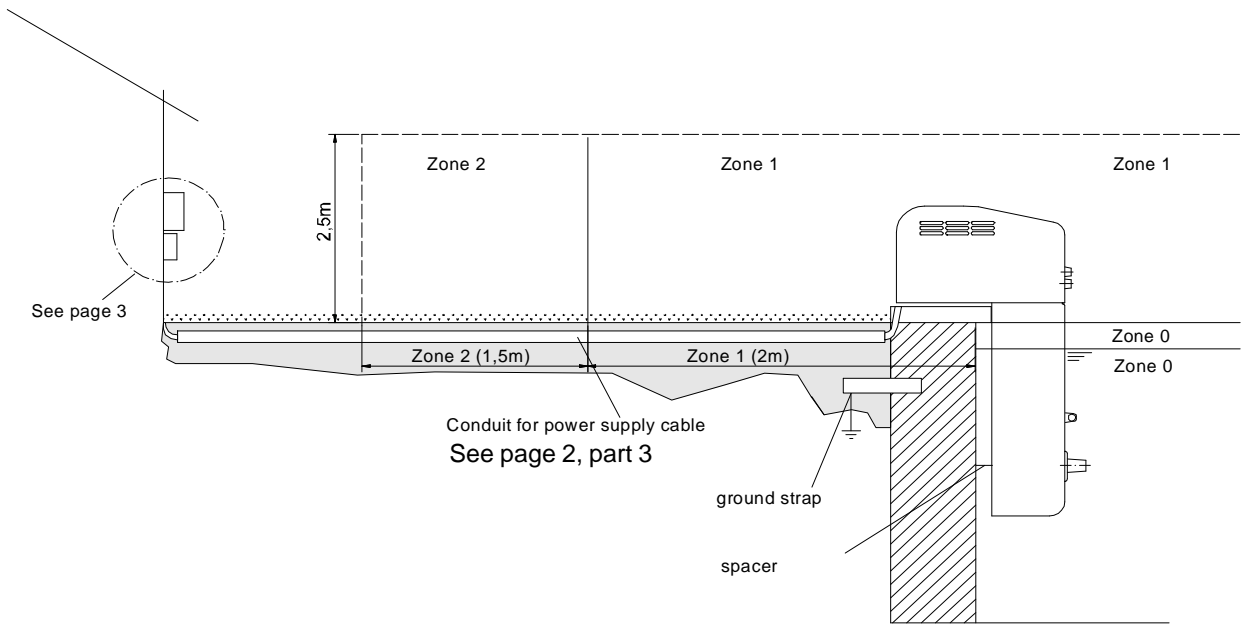 Zone 2
Zone 1
Zone 1
2,5m
See page 3
Zone 0
Zone 2 (1,5m)
Zone 1 (2m)
Zone 0
Conduit for power supply cable
See page 2, part 3
ground strap
spacer